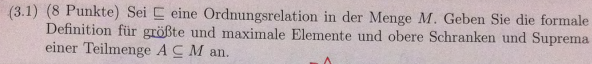 (3.1) (8 Punkte) Sei ⊑ eine Ordnungsrelation in der Menge M. Geben Sie die formale
Definition für größte und maximale Elemente und obere Schranken und Suprema
einer Teilmenge A ⊆ M an.